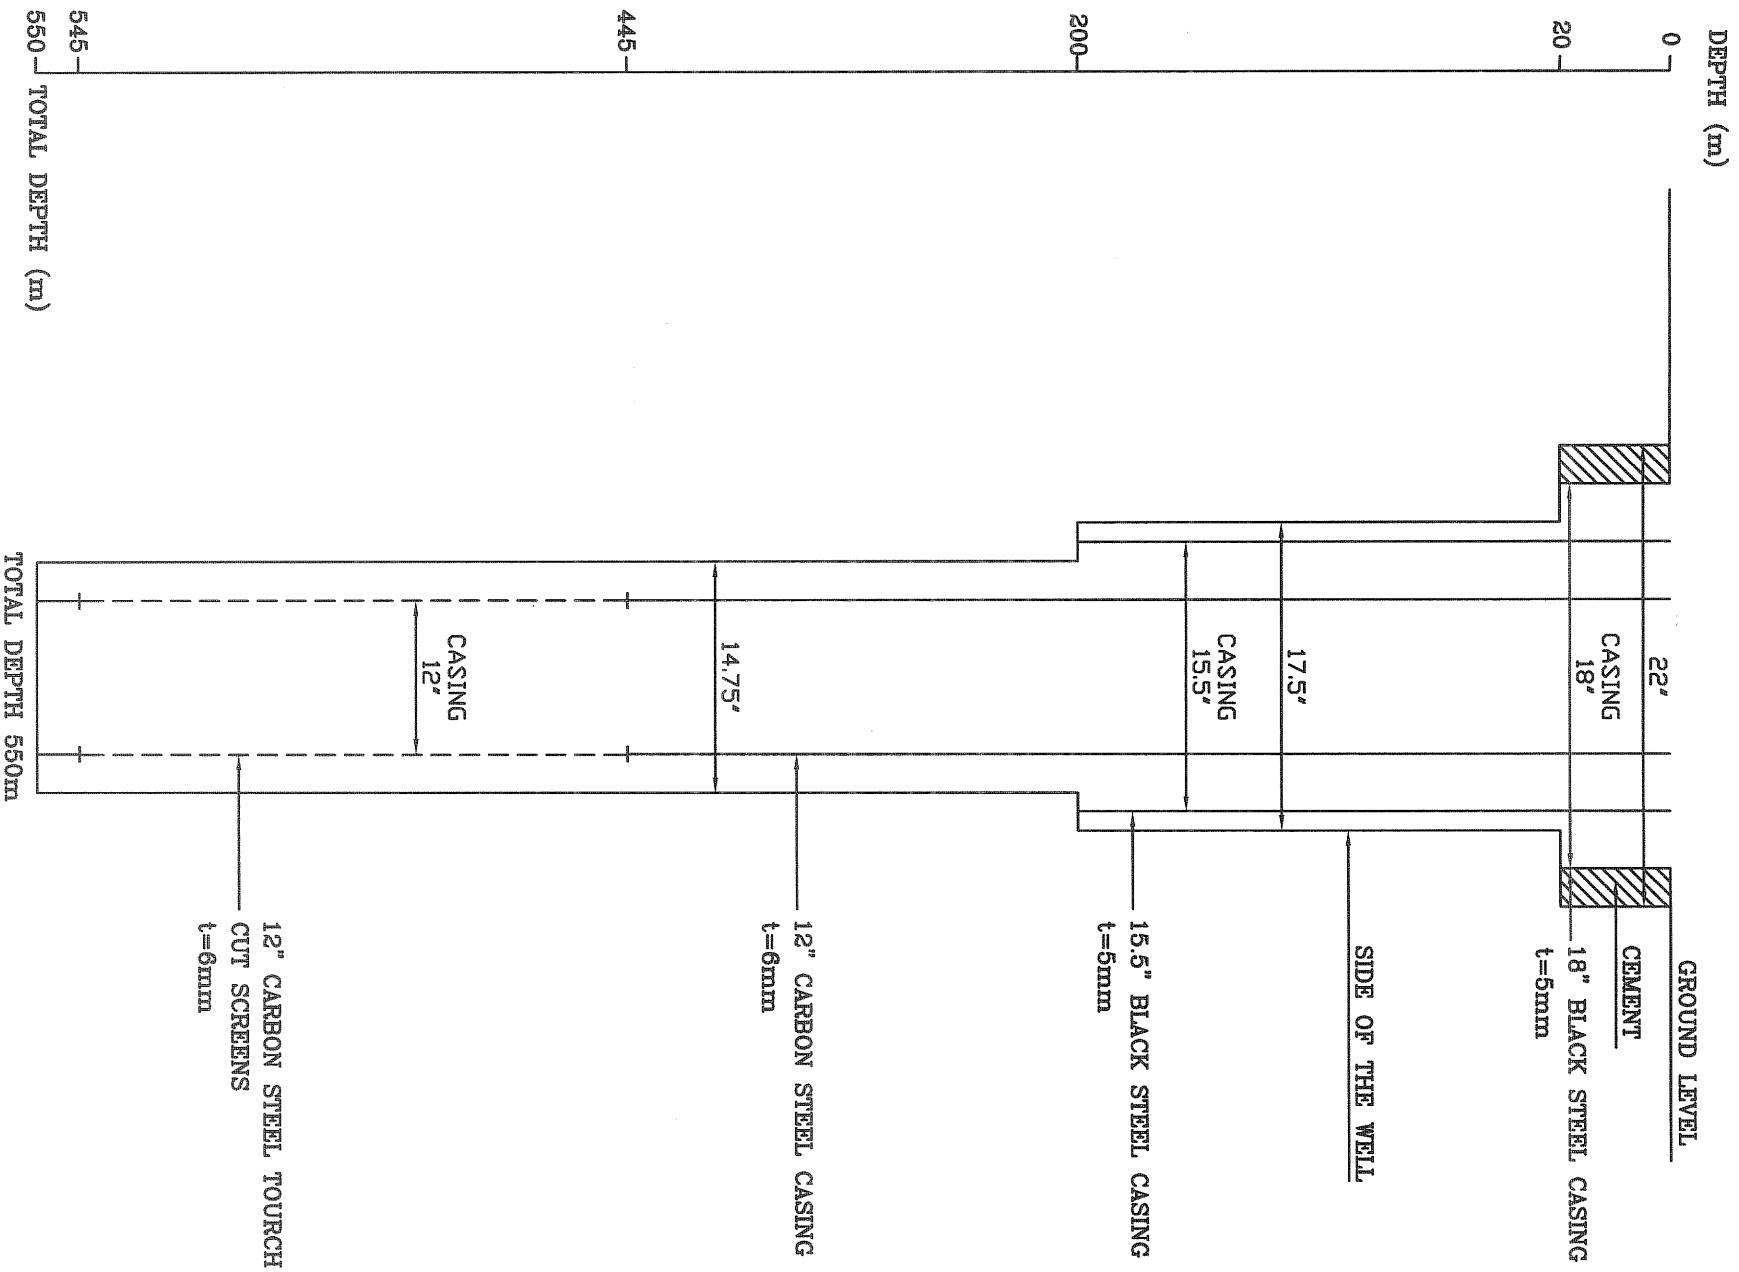 DEPTH (m)
0
20
200
445
545
550
TOTAL DEPTH (m)
GROUND LEVEL
22"
CASING
18"
CEMENT
18" BLACK STEEL CASING
t=5mm
17.5"
SIDE OF THE WELL
CASING
15.5"
15.5" BLACK STEEL CASING
t=5mm
14.75"
12" CARBON STEEL CASING
t=6mm
CASING
12"
12" CARBON STEEL TOURCH
CUT SCREENS
t=6mm
TOTAL DEPTH 550m